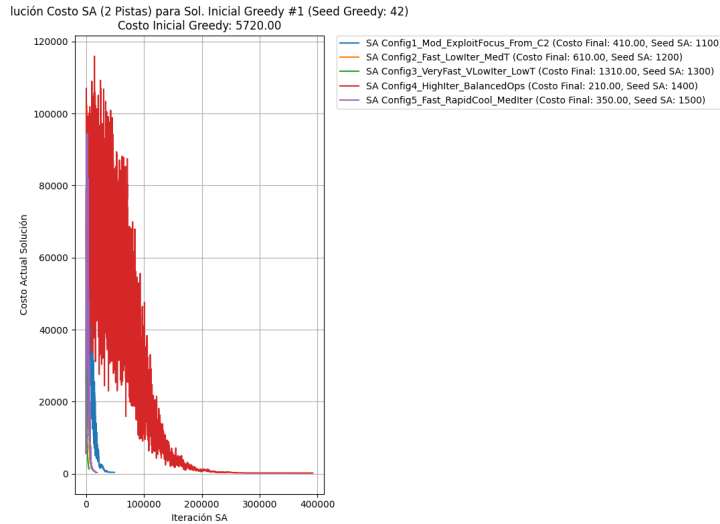 lución Costo SA (2 Pistas) para Sol. Inicial Greedy #1 (Seed Greedy: 42)
Costo Inicial Greedy: 5720.00
SA Config1_Mod_ExploitFocus_From_C2 (Costo Final: 410.00, Seed SA: 1100
SA Config2_Fast_LowIter_MedT (Costo Final: 610.00, Seed SA: 1200)
SA Config3_VeryFast_VLowIter_LowT (Costo Final: 1310.00, Seed SA: 1300)
SA Config4_HighIter_BalancedOps (Costo Final: 210.00, Seed SA: 1400)
SA Config5_Fast_RapidCool_MedIter (Costo Final: 350.00, Seed SA: 1500)
Costo Actual Solución
120000
100000
80000
60000
40000
20000
0
0 100000 200000 300000 400000
Iteración SA